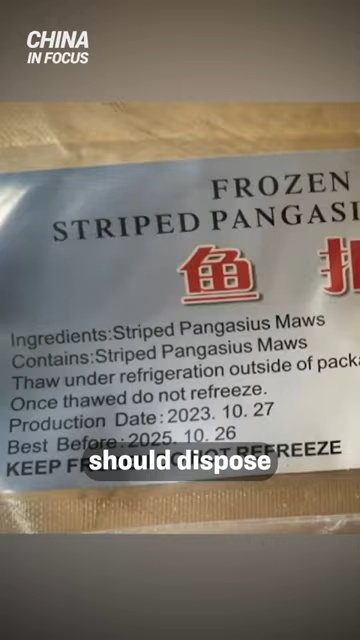 CHINA
IN FOCUS
FROZEN
STRIPED PANGASI
鱼
Ingredients:Striped Pangasius Maws
Contains:Striped Pangasius Maws
Thaw under refrigeration outside of packa
Once thawed do not refreeze.
Production Date:2023. 10. 27
Best Before:2025. 10. 26
KEEP REFREEZE
should dispose